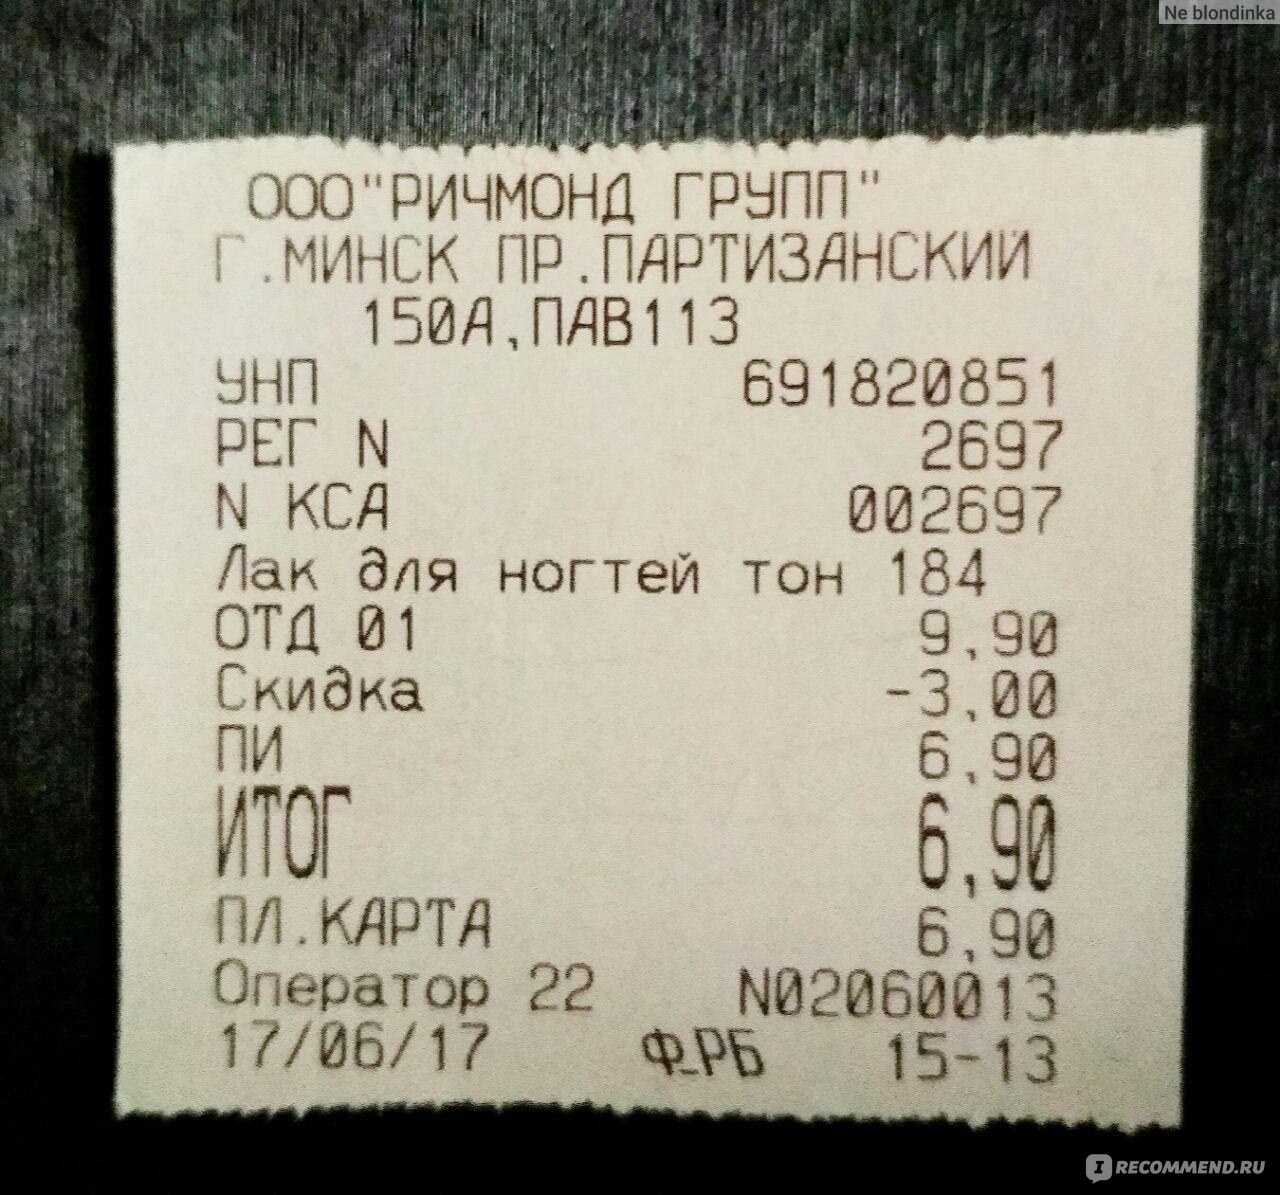 Ne blondinka
ООО"РИЧМОНД ГРУПП"
Г.МИНСК ПР.ПАРТИЗАНСКИЙ
150А,ПАВ113
УНП 691820851
РЕГ N 2697
N КСА 002697
Лак для ногтей тон 184
ОТД 01 9,90
Скидка -3,00
ПИ 6,90
ИТОГ 6,90
ПЛ.КАРТА 6,90
Оператор 22 N02060013
17/06/17 Ф_РБ 15-13
IRECOMMEND.RU